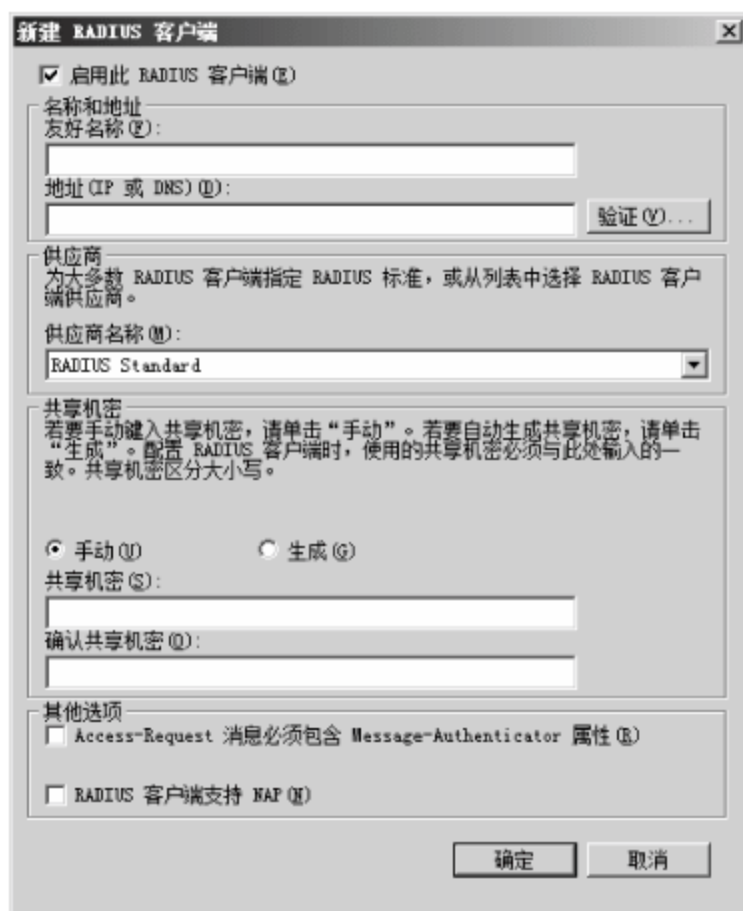 新建 RADIUS 客户端
启用此 RADIUS 客户端(E)
名称和地址
友好名称(F):
地址(IP 或 DNS)(D):
验证(V)...
供应商
为大多数 RADIUS 客户端指定 RADIUS 标准，或从列表中选择 RADIUS 客户
端供应商。
供应商名称(M):
RADIUS Standard
共享机密
若要手动键入共享机密，请单击“手动”。若要自动生成共享机密，请单击
“生成”。配置 RADIUS 客户端时，使用的共享机密必须与此处输入的一
致。共享机密区分大小写。
手动(U)
生成(G)
共享机密(S):
确认共享机密(O):
其他选项
Access-Request 消息必须包含 Message-Authenticator 属性(R)
RADIUS 客户端支持 NAP(N)
确定
取消